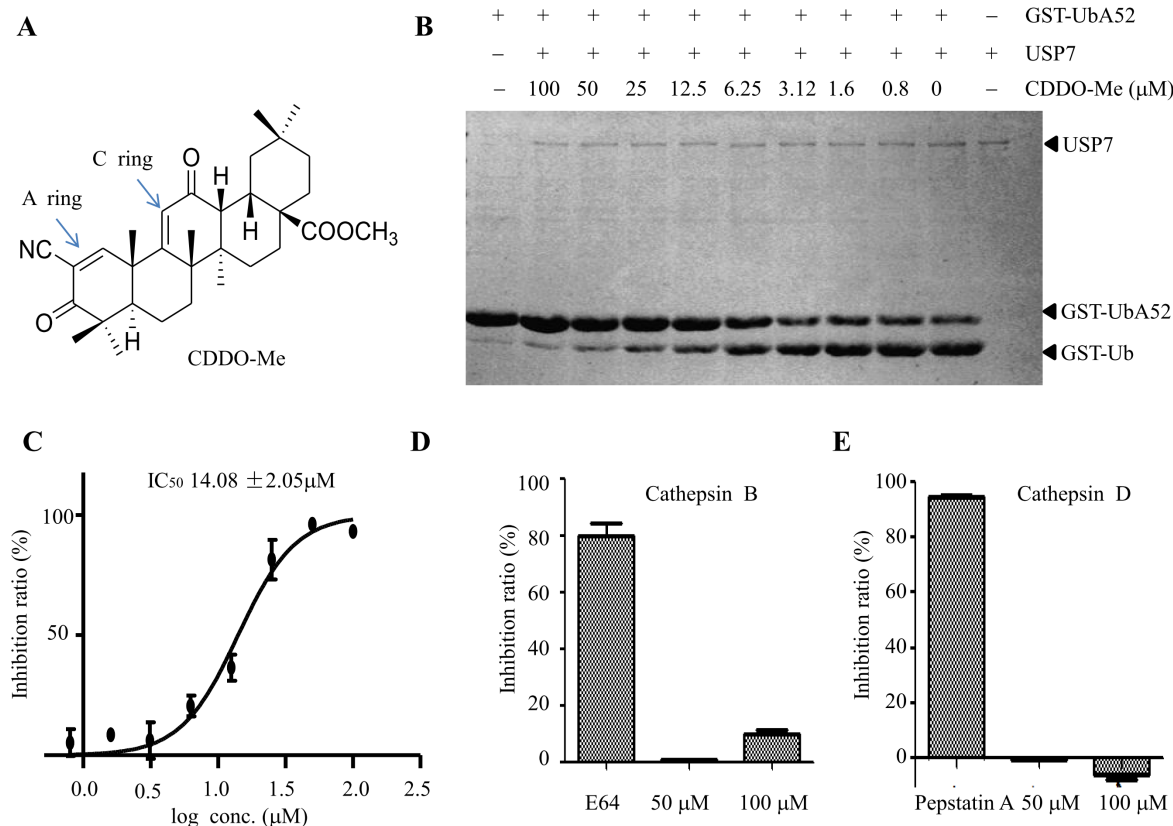 A
C ring
A ring
O
H
H
COOCH3
NC
O
H
CDDO-Me
B
+ + + + + + + + + + – GST-UbA52
– + + + + + + + + + + USP7
– 100 50 25 12.5 6.25 3.12 1.6 0.8 0 – CDDO-Me (μM)
USP7
GST-UbA52
GST-Ub
C
IC50 14.08 ±2.05μM
Inhibition ratio (%)
100
50
0.0 0.5 1.0 1.5 2.0 2.5
log conc. (μM)
D
Cathepsin B
Inhibition ratio (%)
100
80
60
40
20
0
E64 50 μM 100 μM
E
Cathepsin D
Inhibition ratio (%)
100
80
60
40
20
0
Pepstatin A 50 μM 100 μM